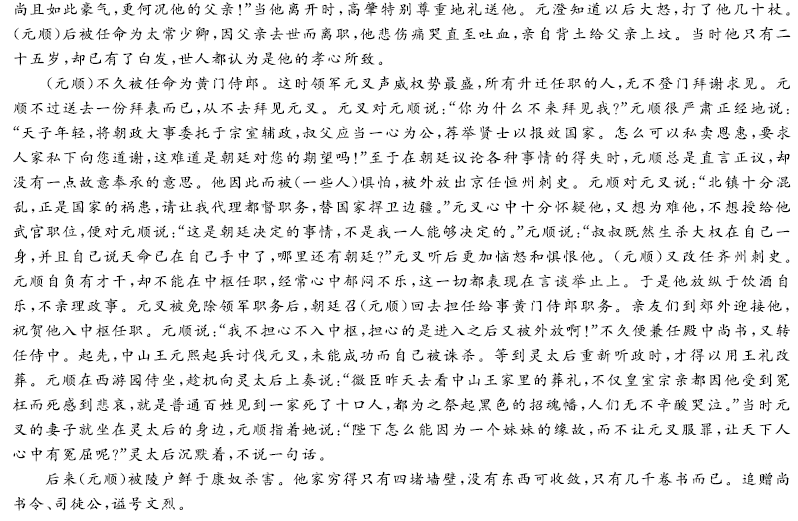 尚且如此豪气,更何况他的父亲!”当他离开时,高肇特别尊重地礼送他。元澄知道以后大怒,打了他几十杖。
(元顺)后被任命为太常少卿,因父亲去世而离职,他悲伤痛哭直至吐血,亲自背土给父亲上坟。当时他只有二
十五岁,却已有了白发,世人都认为是他的孝心所致。
(元顺)不久被任命为黄门侍郎。这时领军元叉声威权势最盛,所有升迁任职的人,无不登门拜谢求见。元
顺不过送去一份拜表而已,从不去拜见元叉。元叉对元顺说:“你为什么不来拜见我?”元顺很严肃正经地说:
“天子年轻,将朝政大事委托于宗室辅政,叔父应当一心为公,荐举贤士以报效国家。怎么可以私卖恩惠,要求
人家私下向您道谢,这难道是朝廷对您的期望吗!”至于在朝廷议论各种事情的得失时,元顺总是直言正议,却
没有一点故意奉承的意思。他因此而被(一些人)惧怕,被外放出京任恒州刺史。元顺对元叉说:“北镇十分混
乱,正是国家的祸患,请让我代理都督职务,替国家捍卫边疆。”元叉心中十分怀疑他,又想为难他,不想授给他
武官职位,便对元顺说:“这是朝廷决定的事情,不是我一人能够决定的。”元顺说:“叔叔既然生杀大权在自己一
身,并且自己说天命已在自己手中了,哪里还有朝廷?”元叉听后更加恼怒和惧恨他。(元顺)又改任齐州刺史。
元顺自负有才干,却不能在中枢任职,经常心中郁闷不乐,这一切都表现在言谈举止上。于是他放纵于饮酒自
乐,不亲理政事。元叉被免除领军职务后,朝廷召(元顺)回去担任给事黄门侍郎职务。亲友们到郊外迎接他,
祝贺他入中枢任职。元顺说:“我不担心不入中枢,担心的是进入之后又被外放啊!”不久便兼任殿中尚书,又转
任侍中。起先,中山王元熙起兵讨伐元叉,未能成功而自己被诛杀。等到灵太后重新听政时,才得以用王礼改
葬。元顺在西游园侍坐,趁机向灵太后上奏说:“微臣昨天去看中山王家里的葬礼,不仅皇室宗亲都因他受到冤
枉而死感到悲哀,就是普通百姓见到一家死了十口人,都为之祭起黑色的招魂幡,人们无不辛酸哭泣。”当时元
叉的妻子就坐在灵太后的身边,元顺指着她说:“陛下怎么能因为一个妹妹的缘故,而不让元叉服罪,让天下人
心中有冤屈呢?”灵太后沉默着,不说一句话。
后来(元顺)被陵户鲜于康奴杀害。他家穷得只有四堵墙壁,没有东西可收敛,只有几千卷书而已。追赠尚
书令、司徒公,谥号文烈。